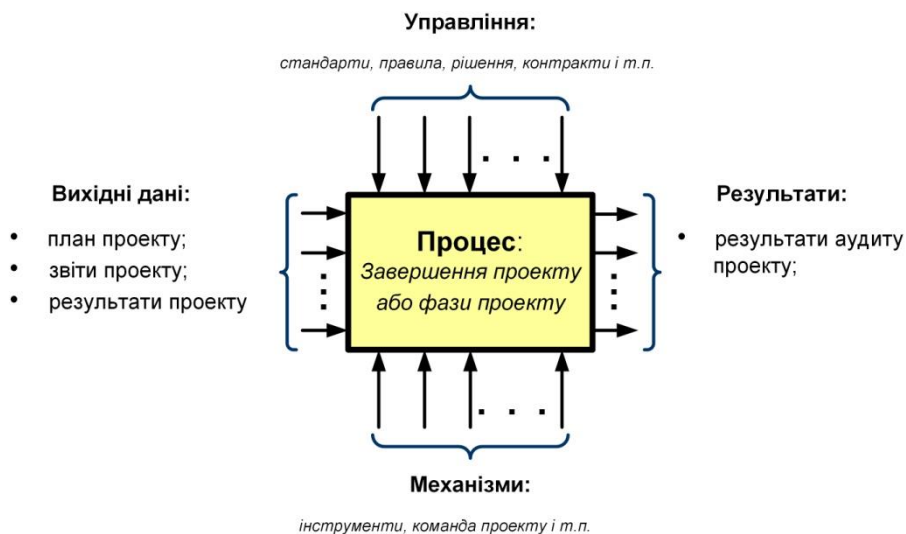 Управління:
стандарти, правила, рішення, контракти і т.п.
Вихідні дані:
• план проекту;
• звіти проекту;
• результати проекту
Процес:
Завершення проекту
або фази проекту
Результати:
• результати аудиту
проекту;
Механізми:
інструменти, команда проекту і т.п.